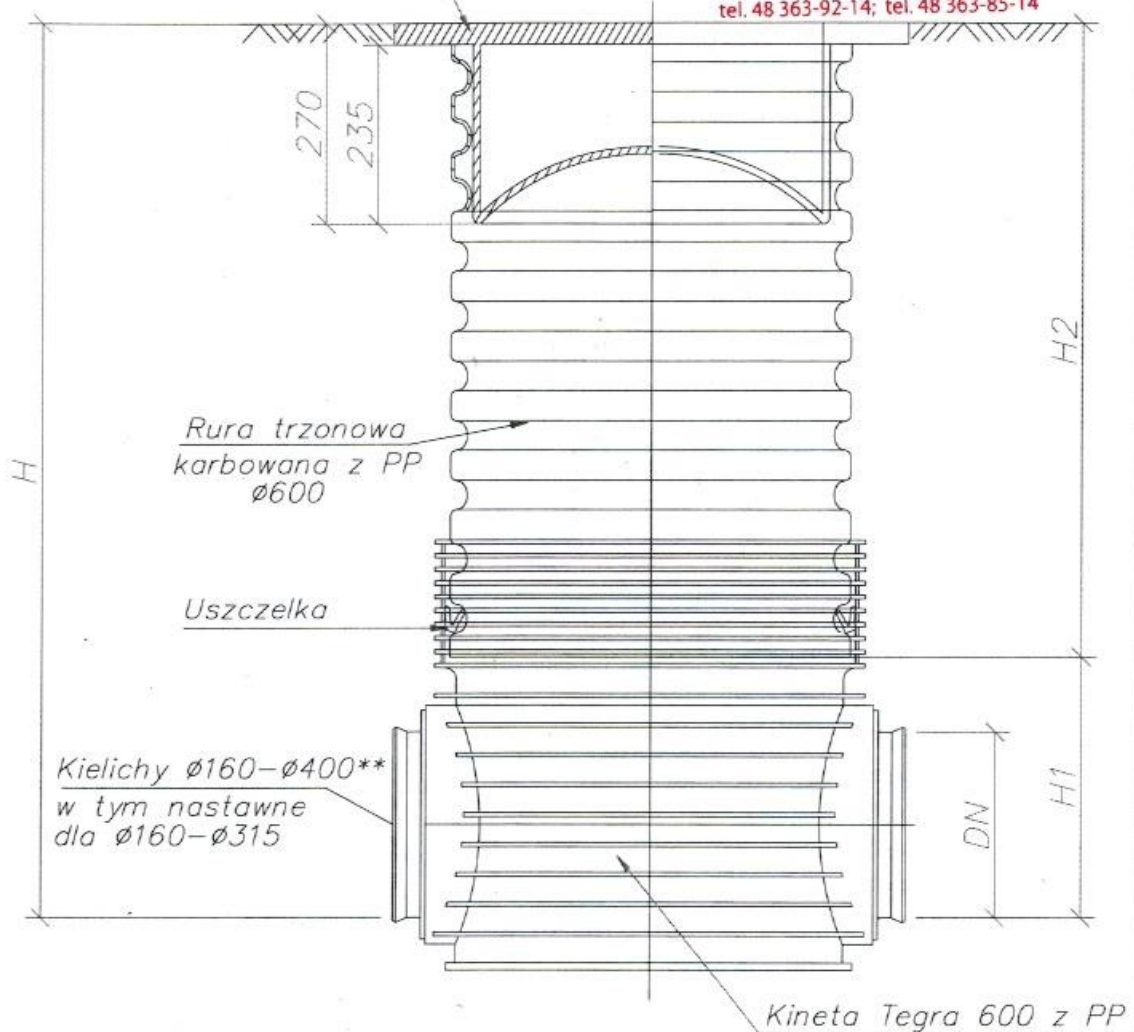 tel. 48 363-92-14; tel. 48 363-85-14
270
235
H2
Rura trzonowa
karbowana z PP
ø600
H
Uszczelka
Kielichy ø160-ø400**
w tym nastawne
dla ø160-ø315
DN
H1
Kineta Tegra 600 z PP